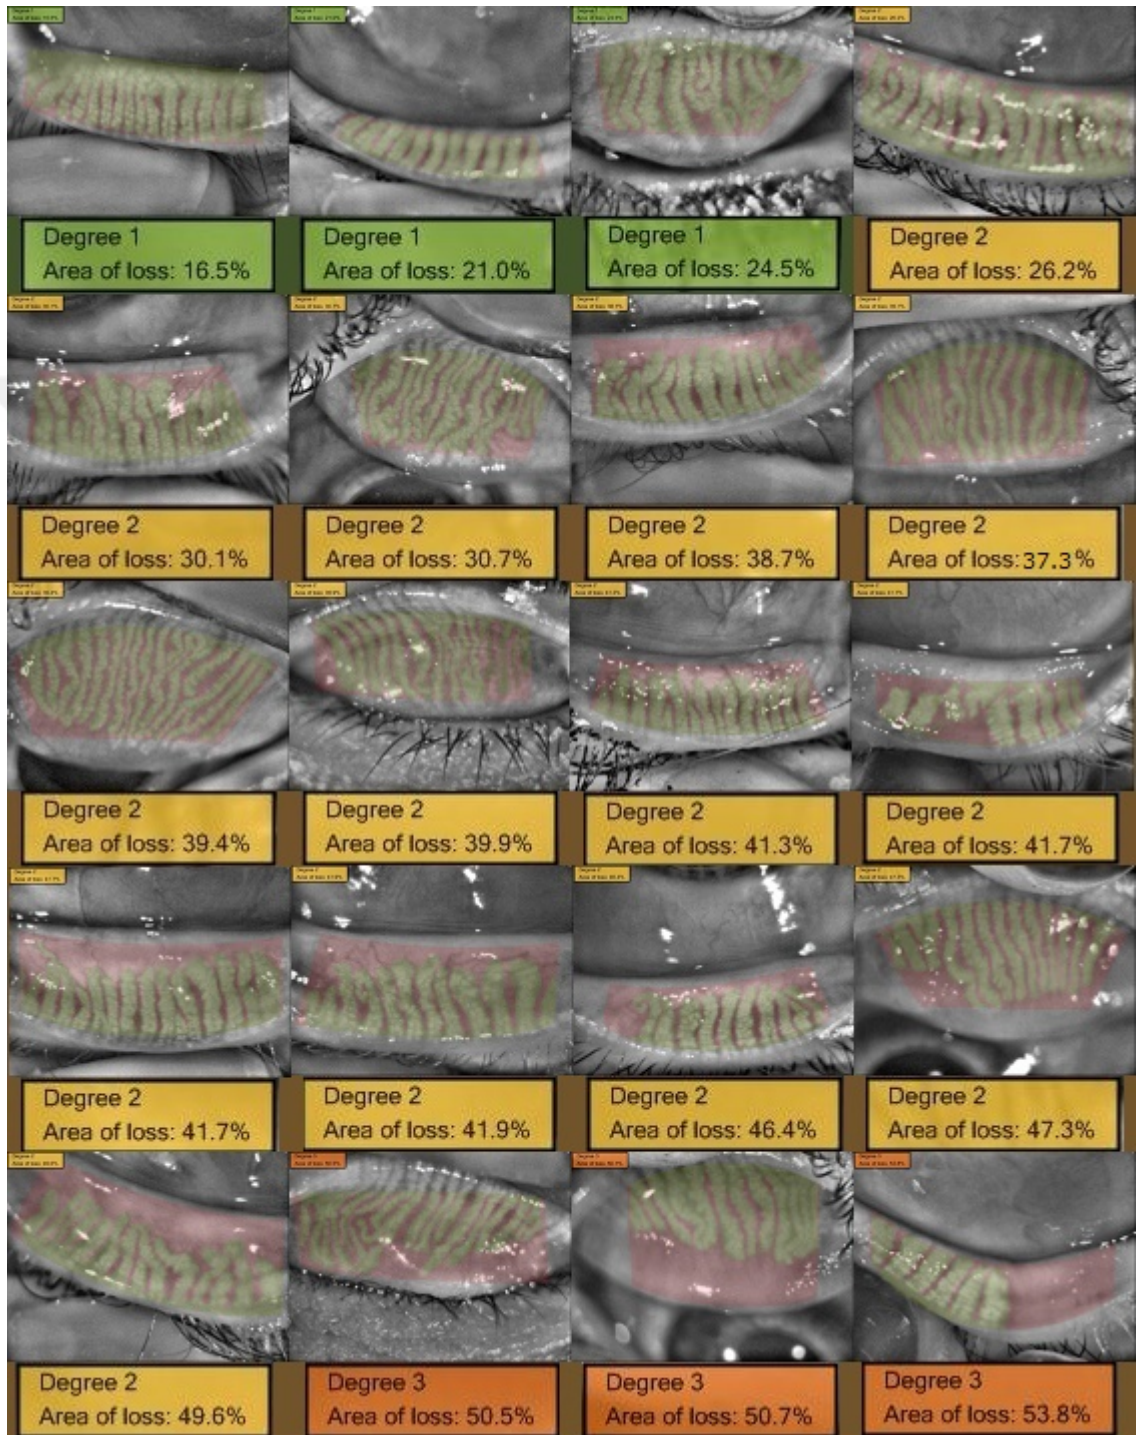 Degree 1
Area of loss: 16.5%
Degree 1
Area of loss: 21.0%
Degree 1
Area of loss: 24.5%
Degree 2
Area of loss: 26.2%
Degree 2
Area of loss: 30.1%
Degree 2
Area of loss: 30.7%
Degree 2
Area of loss: 38.7%
Degree 2
Area of loss: 37.3%
Degree 2
Area of loss: 39.4%
Degree 2
Area of loss: 39.9%
Degree 2
Area of loss: 41.3%
Degree 2
Area of loss: 41.7%
Degree 2
Area of loss: 41.7%
Degree 2
Area of loss: 41.9%
Degree 2
Area of loss: 46.4%
Degree 2
Area of loss: 47.3%
Degree 2
Area of loss: 49.6%
Degree 3
Area of loss: 50.5%
Degree 3
Area of loss: 50.7%
Degree 3
Area of loss: 53.8%